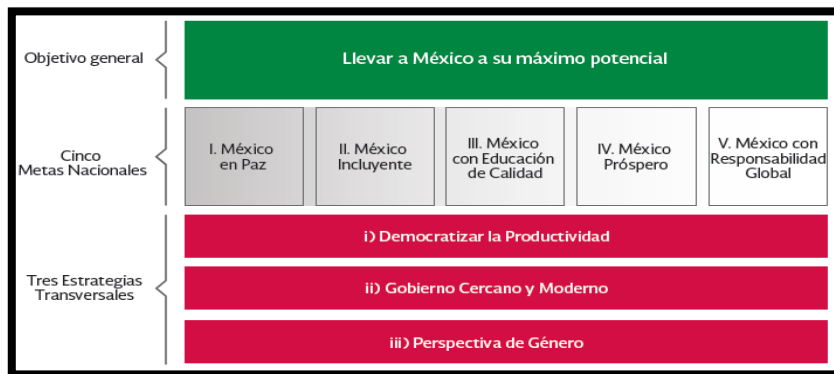 Objetivo general
Llevar a México a su máximo potencial
Cinco
Metas Nacionales
I. México
en Paz
II. México
Incluyente
III. México
con Educación
de Calidad
IV. México
Próspero
V. México con
Responsabilidad
Global
Tres Estrategias
Transversales
i) Democratizar la Productividad
ii) Gobierno Cercano y Moderno
iii) Perspectiva de Género